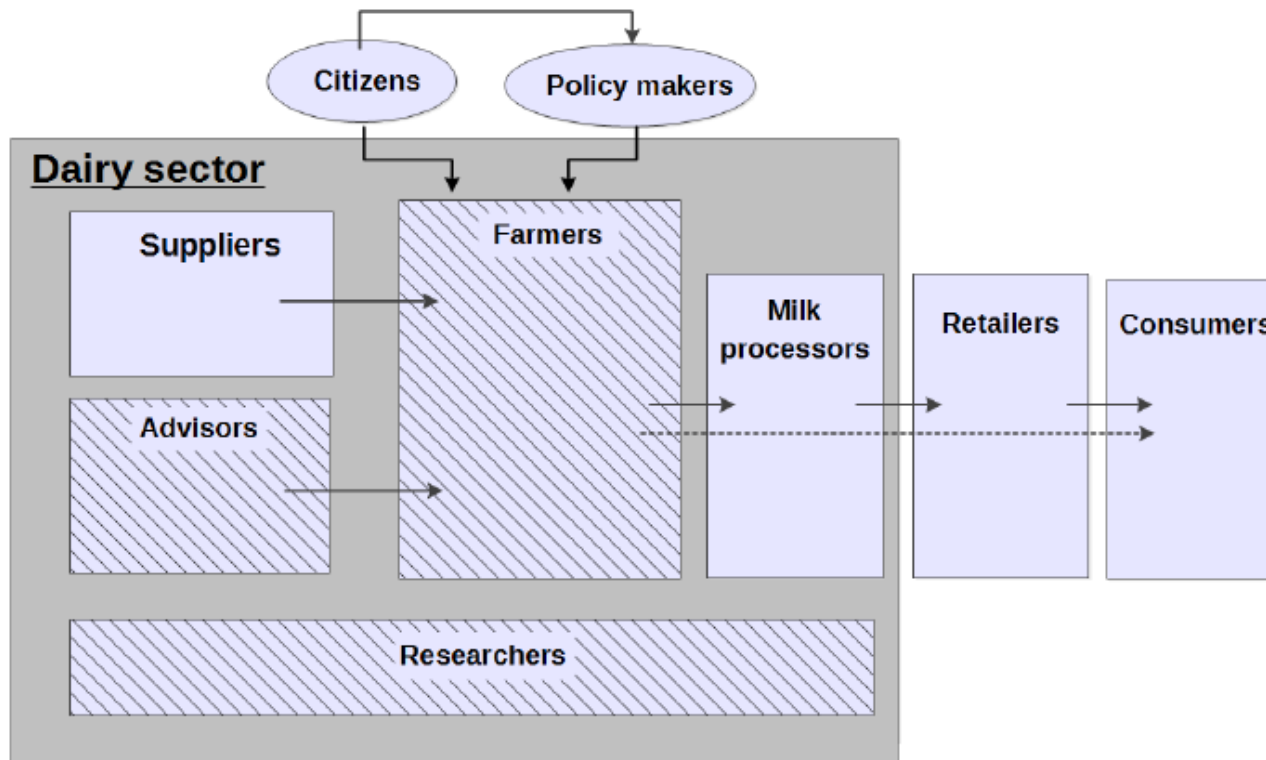 Citizens
Policy makers
Dairy sector
Suppliers
Farmers
Milk
processors
Retailers
Consumers
Advisors
Researchers